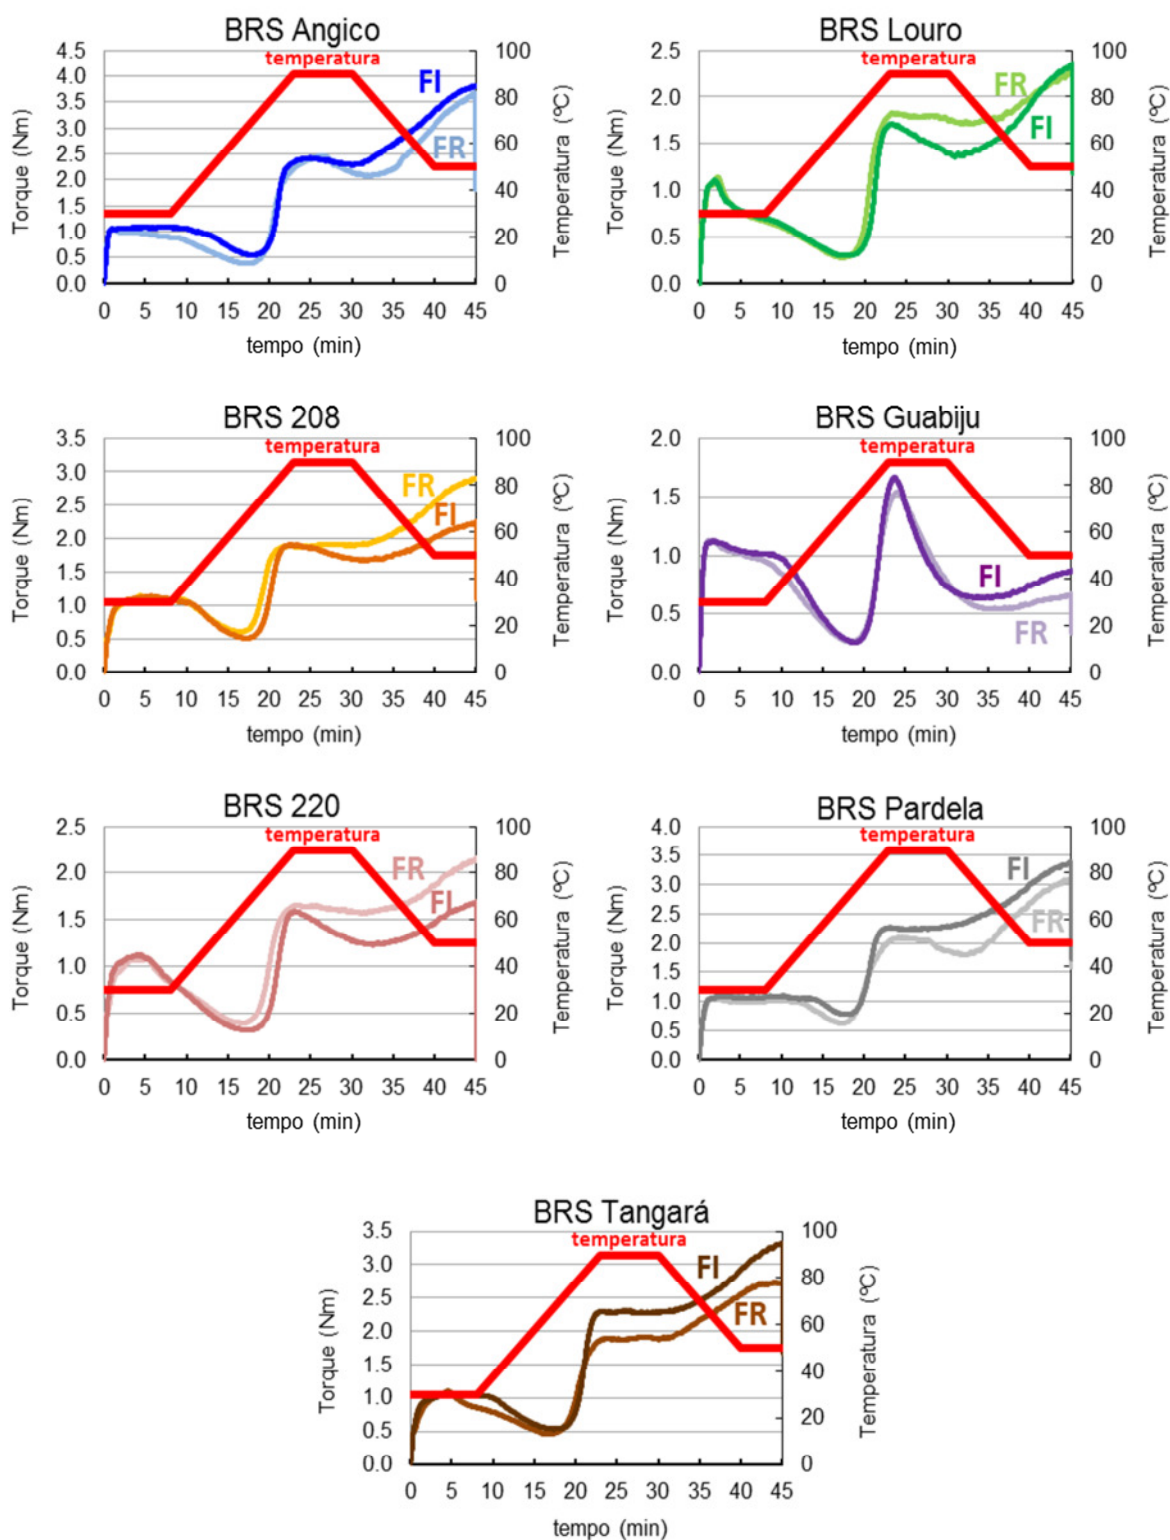 BRS Angico
temperatura
4.5
4.0
3.5
3.0
2.5
2.0
1.5
1.0
0.5
0.0
Torque (Nm)
FI
FR
100
80
60
40
20
0
Temperatura (ºC)
0 5 10 15 20 25 30 35 40 45
tempo (min)
BRS Louro
temperatura
2.5
2.0
1.5
1.0
0.5
0.0
Torque (Nm)
FR
FI
100
80
60
40
20
0
Temperatura (ºC)
0 5 10 15 20 25 30 35 40 45
tempo (min)
BRS 208
temperatura
3.5
3.0
2.5
2.0
1.5
1.0
0.5
0.0
Torque (Nm)
FR
FI
100
80
60
40
20
0
Temperatura (ºC)
0 5 10 15 20 25 30 35 40 45
tempo (min)
BRS Guabiju
temperatura
2.0
1.5
1.0
0.5
0.0
Torque (Nm)
FI
FR
100
80
60
40
20
0
Temperatura (ºC)
0 5 10 15 20 25 30 35 40 45
tempo (min)
BRS 220
temperatura
2.5
2.0
1.5
1.0
0.5
0.0
Torque (Nm)
FR
FI
100
80
60
40
20
0
Temperatura (ºC)
0 5 10 15 20 25 30 35 40 45
tempo (min)
BRS Pardela
temperatura
4.0
3.5
3.0
2.5
2.0
1.5
1.0
0.5
0.0
Torque (Nm)
FI
FR
100
80
60
40
20
0
Temperatura (ºC)
0 5 10 15 20 25 30 35 40 45
tempo (min)
BRS Tangará
temperatura
3.5
3.0
2.5
2.0
1.5
1.0
0.5
0.0
Torque (Nm)
FI
FR
100
80
60
40
20
0
Temperatura (ºC)
0 5 10 15 20 25 30 35 40 45
tempo (min)